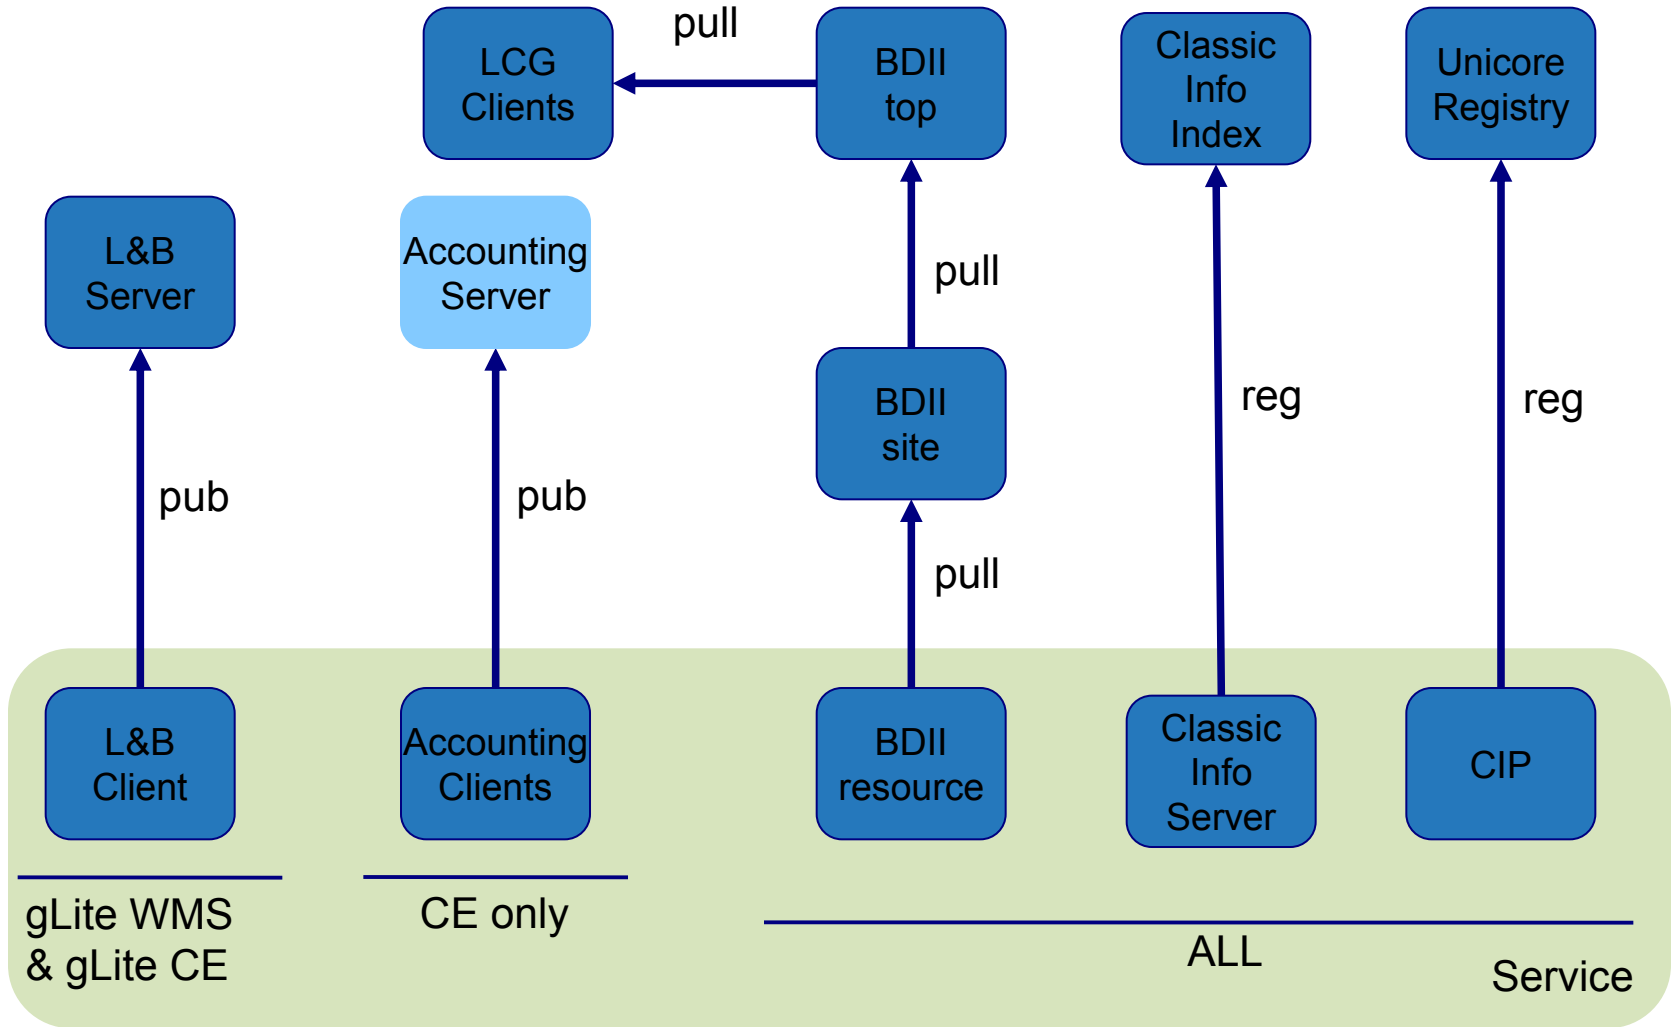 pull
LCG
Clients
BDII
top
Classic
Info
Index
Unicore
Registry
L&B
Server
Accounting
Server
pull
BDII
site
reg
reg
pub
pub
pull
L&B
Client
Accounting
Clients
BDII
resource
Classic
Info
Server
CIP
gLite WMS
& gLite CE
CE only
ALL
Service